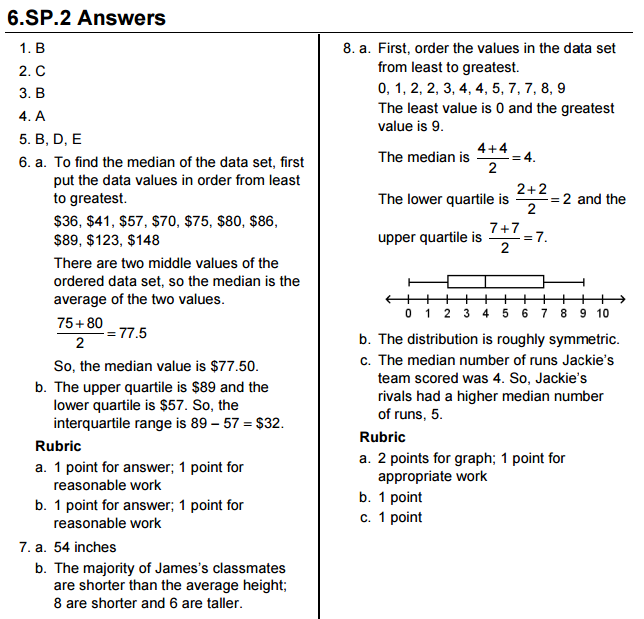 6.SP.2 Answers
1. B
2. C
3. B
4. A
5. B, D, E
6. a. To find the median of the data set, first
put the data values in order from least
to greatest.
$36, $41, $57, $70, $75, $80, $86,
$89, $123, $148
There are two middle values of the
ordered data set, so the median is the
average of the two values.
75+80
2
= 77.5
So, the median value is $77.50.
b. The upper quartile is $89 and the
lower quartile is $57. So, the
interquartile range is 89 – 57 = $32.
Rubric
a. 1 point for answer; 1 point for
reasonable work
b. 1 point for answer; 1 point for
reasonable work
7. a. 54 inches
b. The majority of James's classmates
are shorter than the average height;
8 are shorter and 6 are taller.
8. a. First, order the values in the data set
from least to greatest.
0, 1, 2, 2, 3, 4, 4, 5, 7, 7, 8, 9
The least value is 0 and the greatest
value is 9.
The median is 4+4
2
= 4.
The lower quartile is 2+2
2
= 2 and the
upper quartile is 7+7
2
= 7.
0 1 2 3 4 5 6 7 8 9 10
b. The distribution is roughly symmetric.
c. The median number of runs Jackie's
team scored was 4. So, Jackie's
rivals had a higher median number
of runs, 5.
Rubric
a. 2 points for graph; 1 point for
appropriate work
b. 1 point
c. 1 point